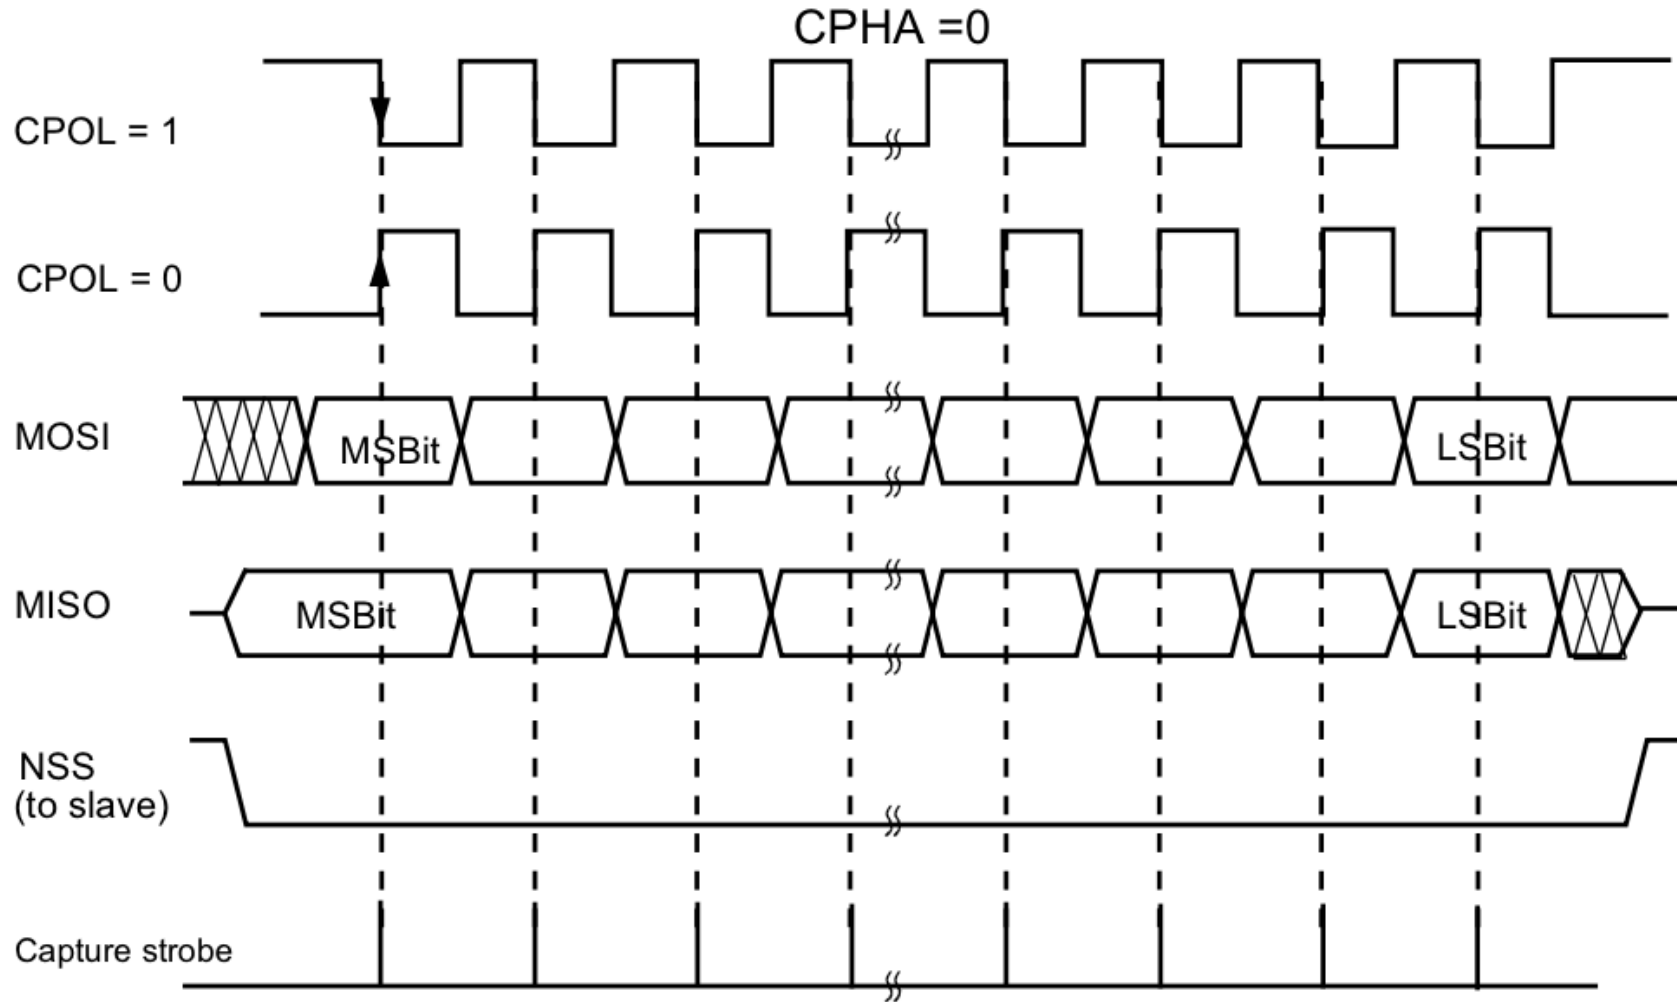 CPHA =0
CPOL = 1
CPOL = 0
MOSI
MSBit
LSBit
MISO
MSBit
LSBit
NSS
(to slave)
Capture strobe